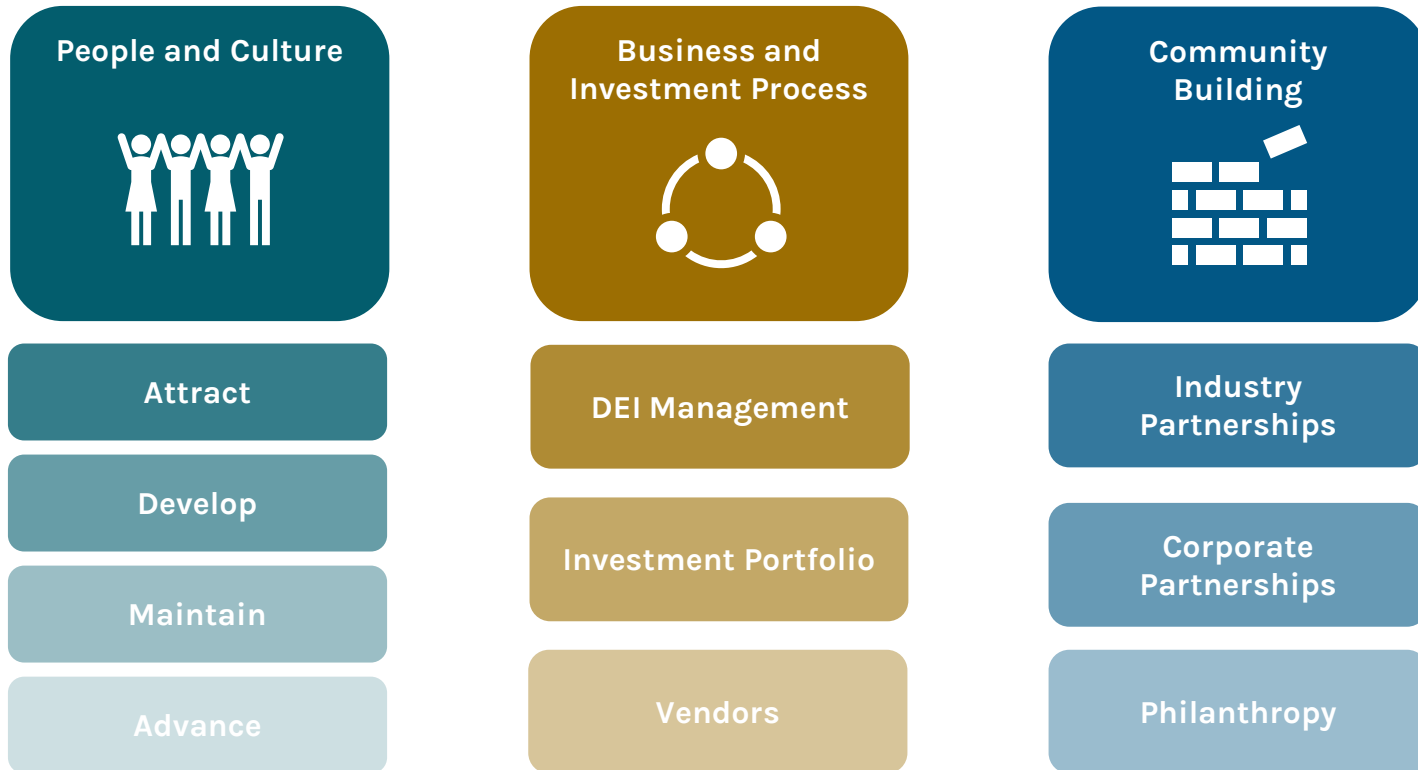 People and Culture
Attract
Develop
Maintain
Advance
Business and
Investment Process
DEI Management
Investment Portfolio
Vendors
Community
Building
Industry
Partnerships
Corporate
Partnerships
Philanthropy